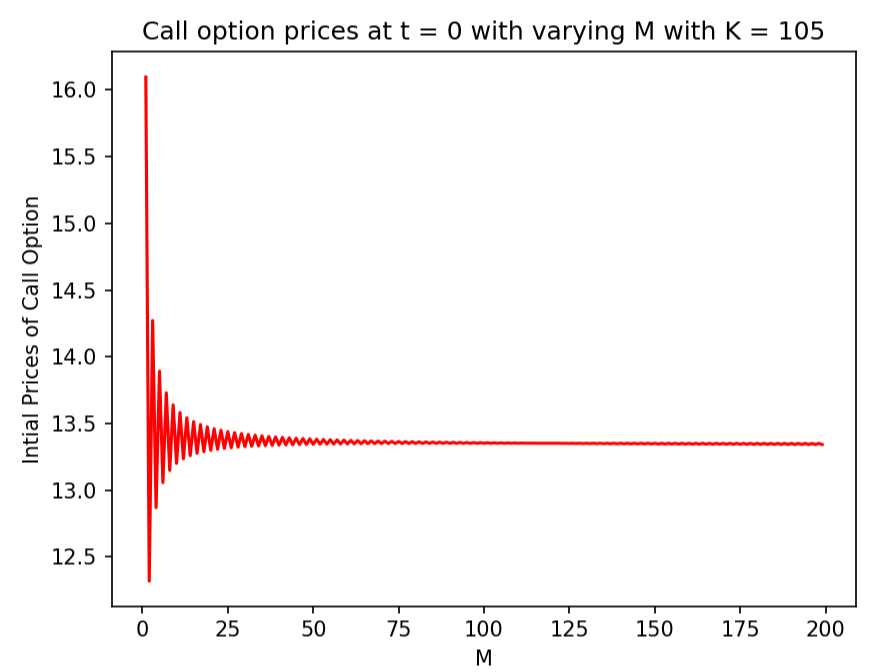 Call option prices at t = 0 with varying M with K = 105
Intial Prices of Call Option
16.0
15.5
15.0
14.5
14.0
13.5
13.0
12.5
0 25 50 75 100 125 150 175 200
M